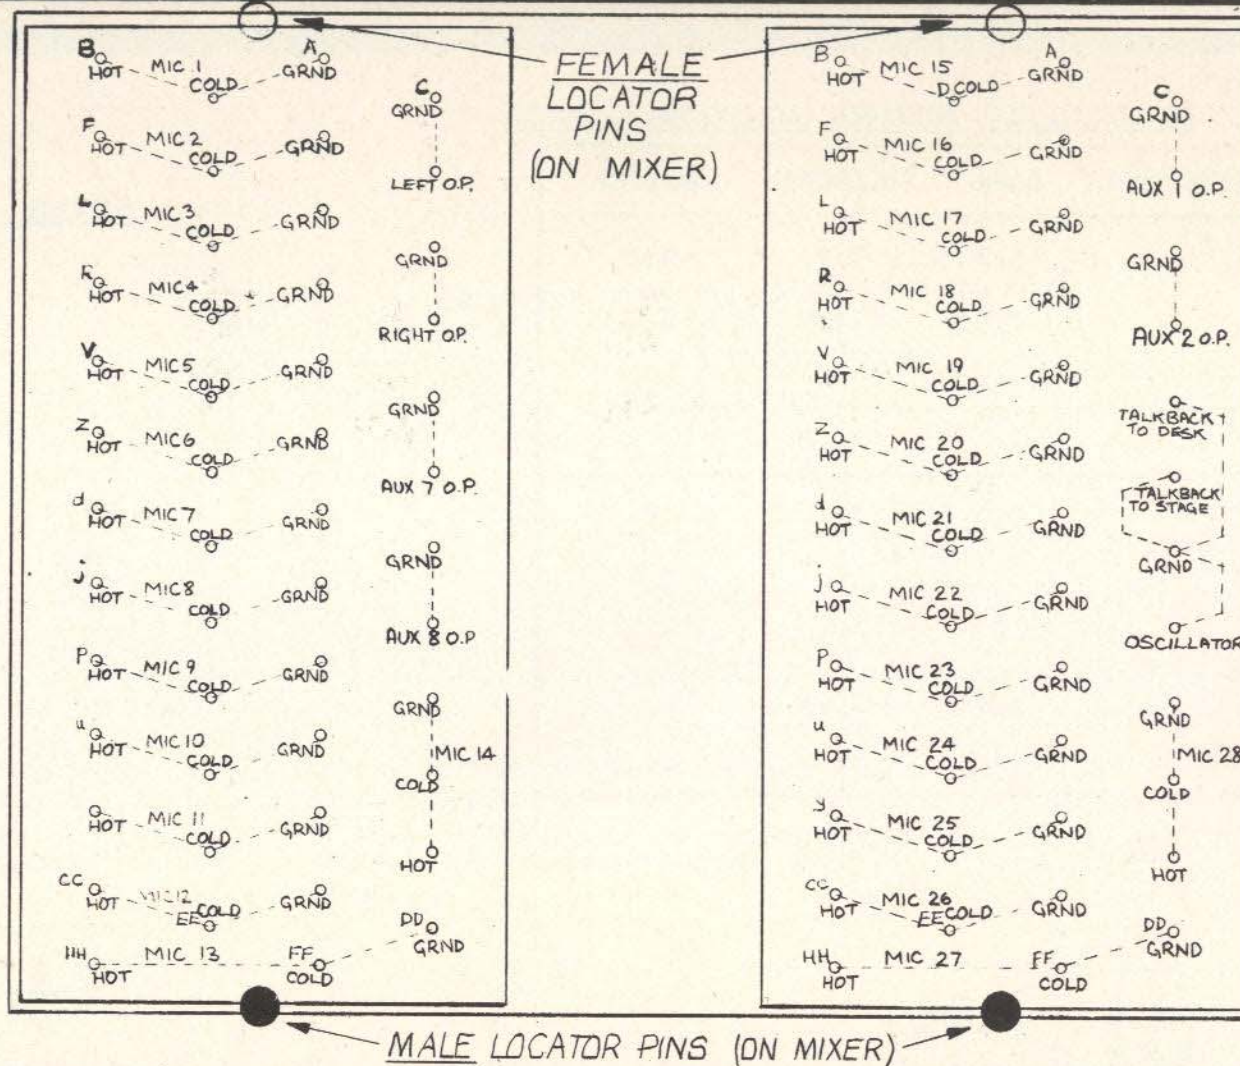 FEMALE
LOCATOR
PINS
(ON MIXER)
B A
HOT MIC 1 COLD GRND
F
HOT MIC 2 COLD GRND
L
HOT MIC 3 COLD GRND
R
HOT MIC 4 COLD GRND
V
HOT MIC 5 COLD GRND
Z
HOT MIC 6 COLD GRND
d
HOT MIC 7 COLD GRND
j
HOT MIC 8 COLD GRND
P
HOT MIC 9 COLD GRND
u
HOT MIC 10 COLD GRND
HOT MIC 11 COLD GRND
CC
HOT MIC 12 EE COLD GRND
HH MIC 13 FF DD
HOT COLD GRND
C
GRND
LEFT O.P.
GRND
RIGHT O.P.
GRND
AUX 7 O.P.
GRND
AUX 8 O.P
GRND
MIC 14
COLD
HOT
B A
HOT MIC 15 D COLD GRND
F
HOT MIC 16 COLD GRND
L
HOT MIC 17 COLD GRND
R
HOT MIC 18 COLD GRND
V
HOT MIC 19 COLD GRND
Z
HOT MIC 20 COLD GRND
d
HOT MIC 21 COLD GRND
j
HOT MIC 22 COLD GRND
P
HOT MIC 23 COLD GRND
u
HOT MIC 24 COLD GRND
y
HOT MIC 25 COLD GRND
CC
HOT MIC 26 EE COLD GRND
HH MIC 27 FF DD
HOT COLD GRND
C
GRND
AUX 1 O.P.
GRND
AUX 2 O.P.
TALKBACK
TO DESK
TALKBACK
TO STAGE
GRND
OSCILLATOR
GRND
MIC 28
COLD
HOT
MALE LOCATOR PINS (ON MIXER)